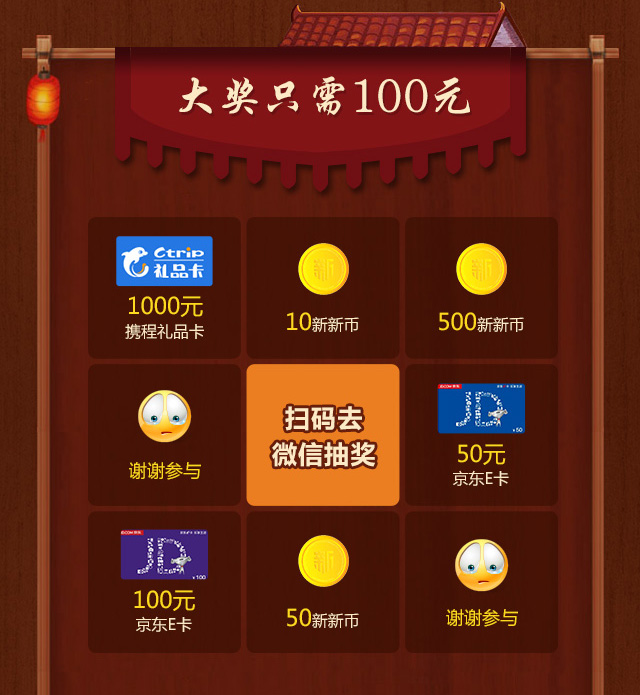 大奖只需100元
Ctrip
礼品卡
1000元
携程礼品卡
新
10新新币
新
500新新币
谢谢参与
扫码去
微信抽奖
JD
¥50
50元
京东E卡
JD
¥100
100元
京东E卡
新
50新新币
谢谢参与